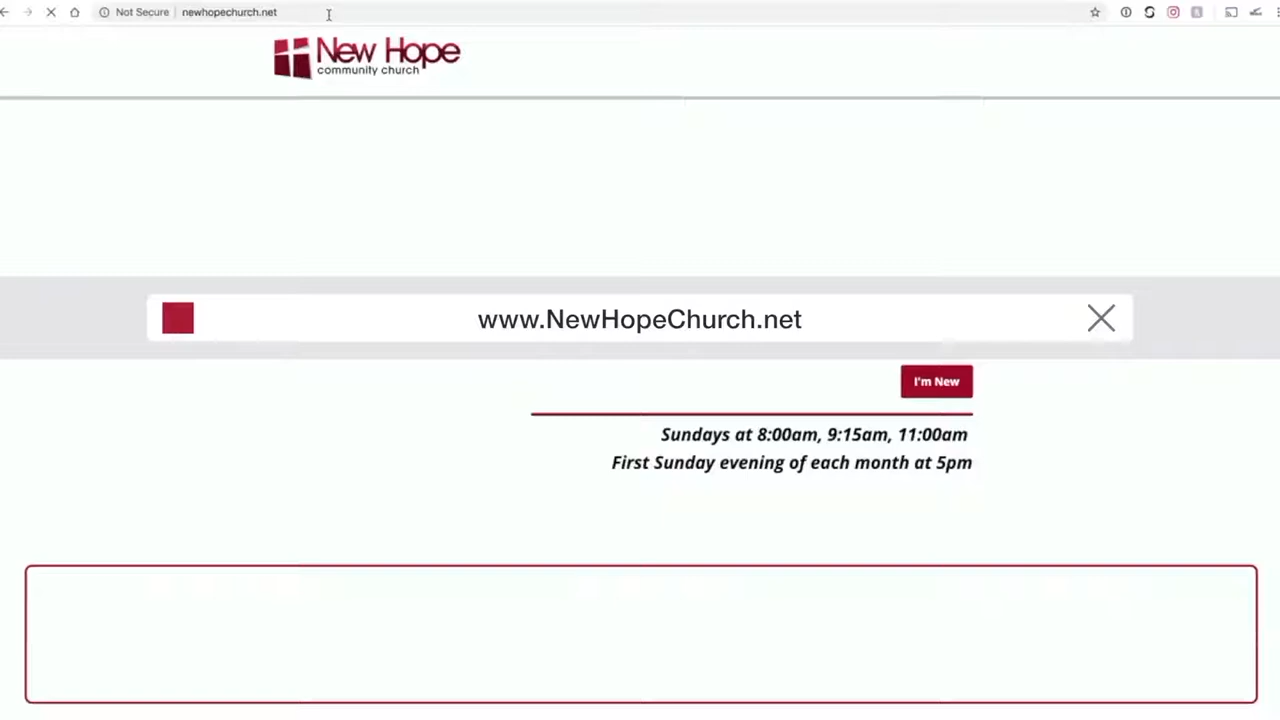 Not Secure newhopechurch.net
New Hope
community church
www.NewHopeChurch.net
I'm New
Sundays at 8:00am, 9:15am, 11:00am
First Sunday evening of each month at 5pm